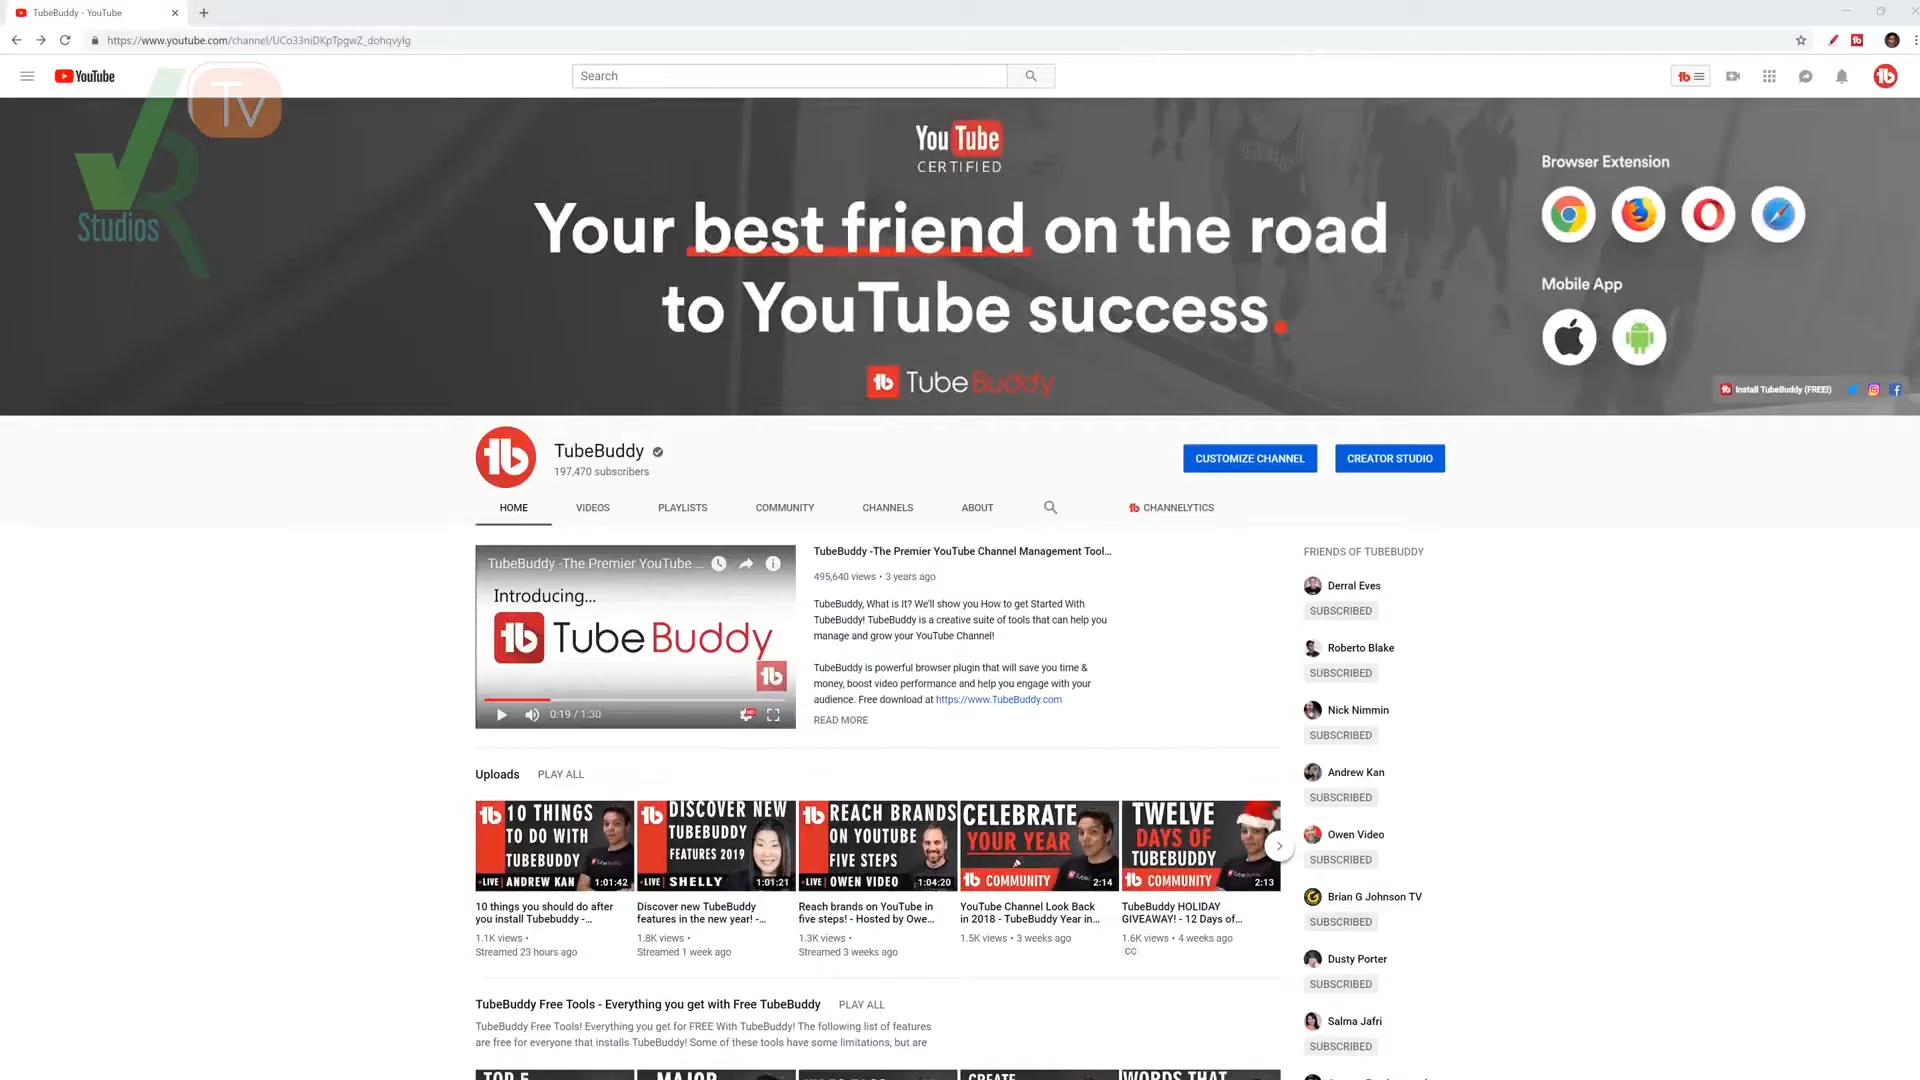 TubeBuddy - YouTube
https://www.youtube.com/channel/UCo33niDKpTpgwZ_dohqvylg
YouTube
Search
Tv
R
Studios
YouTube
CERTIFIED
Your best friend on the road
to YouTube success.
TubeBuddy
Browser Extension
Mobile App
Install TubeBuddy (FREE!)
TubeBuddy
197,470 subscribers
CUSTOMIZE CHANNEL
CREATOR STUDIO
HOME
VIDEOS
PLAYLISTS
COMMUNITY
CHANNELS
ABOUT
CHANNELYTICS
TubeBuddy -The Premier YouTube ...
Introducing...
TubeBuddy
0:19 / 1:30
TubeBuddy -The Premier YouTube Channel Management Tool...
495,640 views • 3 years ago
TubeBuddy, What is It? We'll show you How to get Started With
TubeBuddy! TubeBuddy is a creative suite of tools that can help you
manage and grow your YouTube Channel!
TubeBuddy is powerful browser plugin that will save you time &
money, boost video performance and help you engage with your
audience. Free download at https://www.TubeBuddy.com
READ MORE
FRIENDS OF TUBEBUDDY
Derral Eves
SUBSCRIBED
Roberto Blake
SUBSCRIBED
Nick Nimmin
SUBSCRIBED
Andrew Kan
SUBSCRIBED
Owen Video
SUBSCRIBED
Brian G Johnson TV
SUBSCRIBED
Dusty Porter
SUBSCRIBED
Salma Jafri
SUBSCRIBED
Uploads
PLAY ALL
10 THINGS
TO DO WITH
TUBEBUDDY
•LIVE ANDREW KAN
1:01:42
10 things you should do after
you install Tubebuddy -...
1.1K views •
Streamed 23 hours ago
DISCOVER NEW
TUBEBUDDY
FEATURES 2019
•LIVE SHELLY
1:01:21
Discover new TubeBuddy
features in the new year! -...
1.8K views •
Streamed 1 week ago
REACH BRANDS
ON YOUTUBE
FIVE STEPS
•LIVE OWEN VIDEO
1:04:20
Reach brands on YouTube in
five steps! - Hosted by Owe...
1.3K views •
Streamed 3 weeks ago
CELEBRATE
YOUR YEAR
COMMUNITY
2:14
YouTube Channel Look Back
in 2018 - TubeBuddy Year in...
1.5K views • 3 weeks ago
TWELVE
DAYS OF
TUBEBUDDY
COMMUNITY
2:13
TubeBuddy HOLIDAY
GIVEAWAY! - 12 Days of...
1.6K views • 4 weeks ago
CC
TubeBuddy Free Tools - Everything you get with Free TubeBuddy
PLAY ALL
TubeBuddy Free Tools! Everything you get for FREE With TubeBuddy! The following list of features
are free for everyone that installs TubeBuddy! Some of these tools have some limitations, but are
TOP 5
MAJOR
CREATE
WORDS THAT